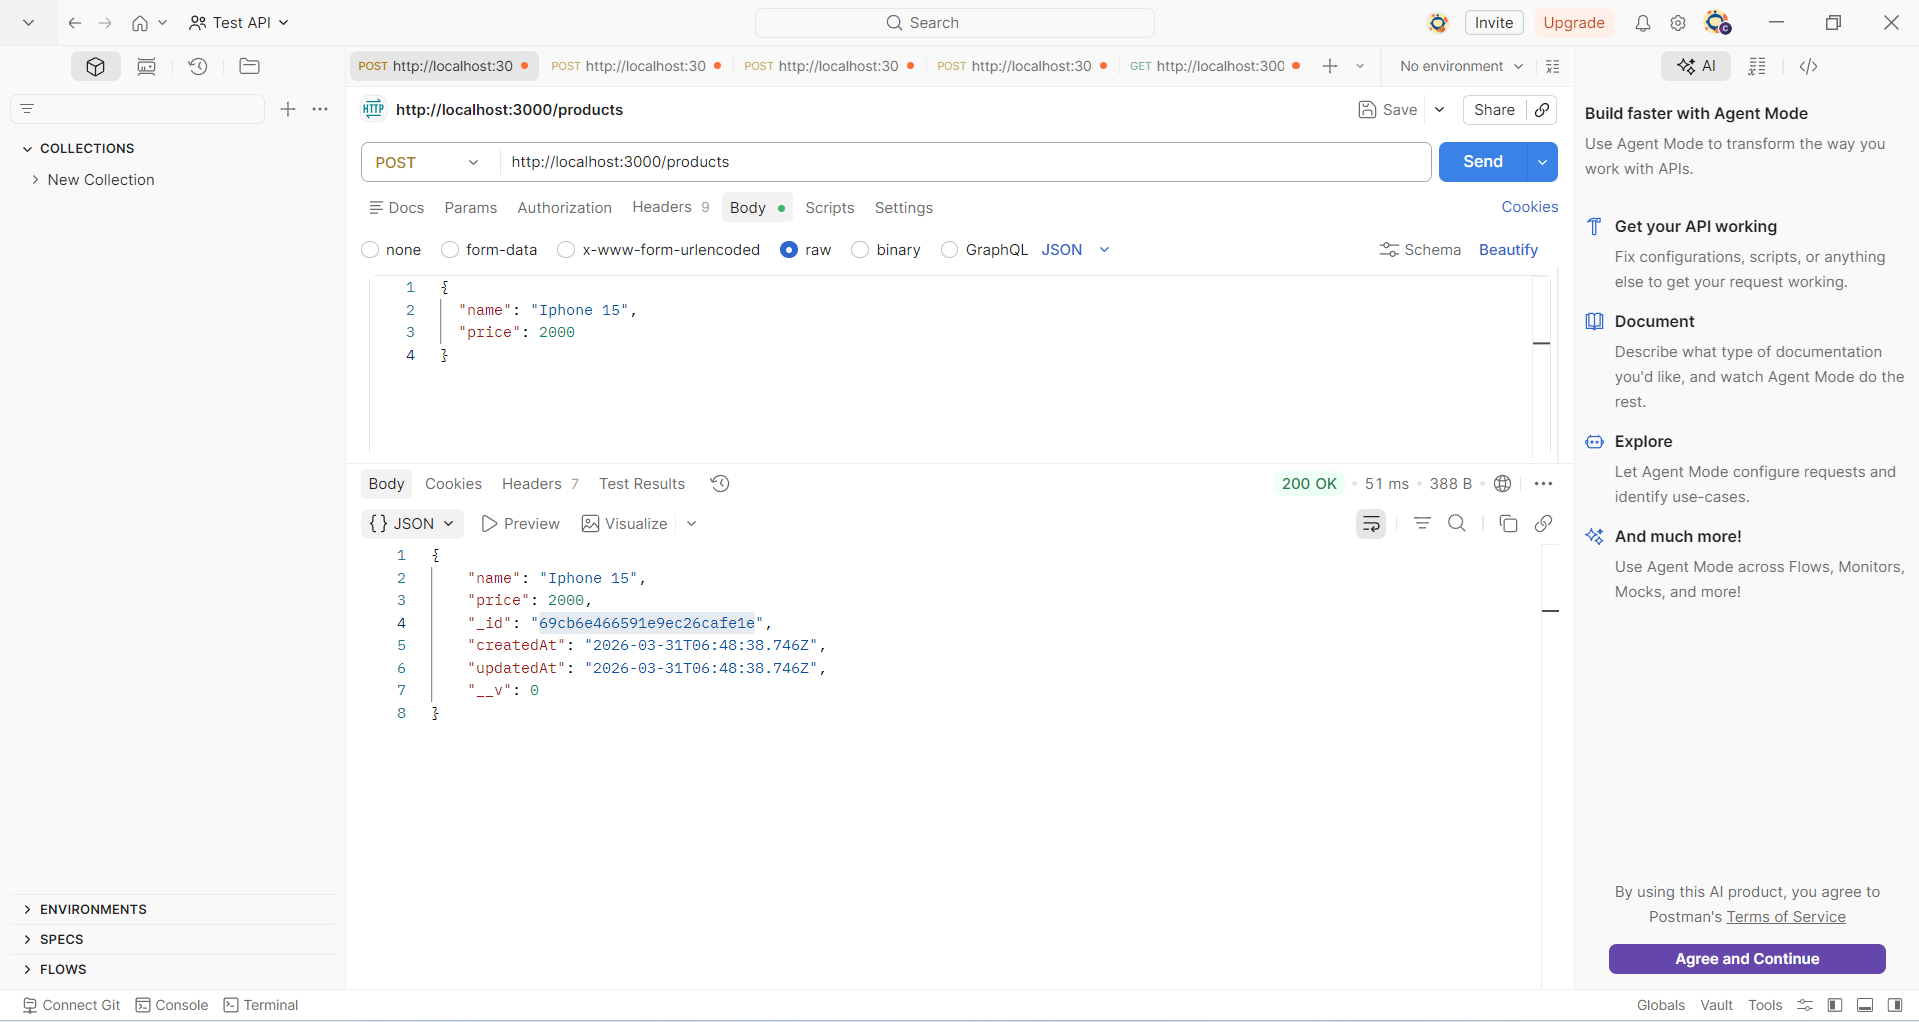 Test API
Search
Invite
Upgrade
POST http://localhost:30
POST http://localhost:30
POST http://localhost:30
POST http://localhost:30
GET http://localhost:300
No environment
AI
HTTP http://localhost:3000/products
Save
Share
COLLECTIONS
New Collection
POST
http://localhost:3000/products
Send
Docs
Params
Authorization
Headers 9
Body
Scripts
Settings
Cookies
none
form-data
x-www-form-urlencoded
raw
binary
GraphQL
JSON
Schema
Beautify
1 {
2 "name": "Iphone 15",
3 "price": 2000
4 }
Body
Cookies
Headers 7
Test Results
200 OK
51 ms
388 B
{} JSON
Preview
Visualize
1 {
2 "name": "Iphone 15",
3 "price": 2000,
4 "_id": "69cb6e466591e9ec26cafe1e",
5 "createdAt": "2026-03-31T06:48:38.746Z",
6 "updatedAt": "2026-03-31T06:48:38.746Z",
7 "__v": 0
8 }
Build faster with Agent Mode
Use Agent Mode to transform the way you
work with APIs.
Get your API working
Fix configurations, scripts, or anything
else to get your request working.
Document
Describe what type of documentation
you'd like, and watch Agent Mode do the
rest.
Explore
Let Agent Mode configure requests and
identify use-cases.
And much more!
Use Agent Mode across Flows, Monitors,
Mocks, and more!
By using this AI product, you agree to
Postman's Terms of Service
Agree and Continue
ENVIRONMENTS
SPECS
FLOWS
Connect Git
Console
Terminal
Globals
Vault
Tools